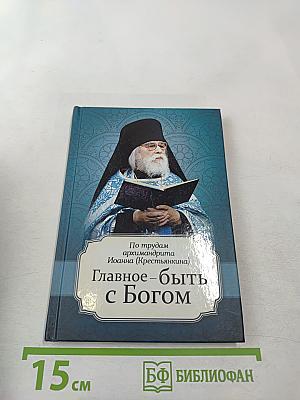 По трудам
архимандрита
Иоанна (Крестьянкина)
Главное – быть
с Богом
15 см
БФ БИБЛИОФАН